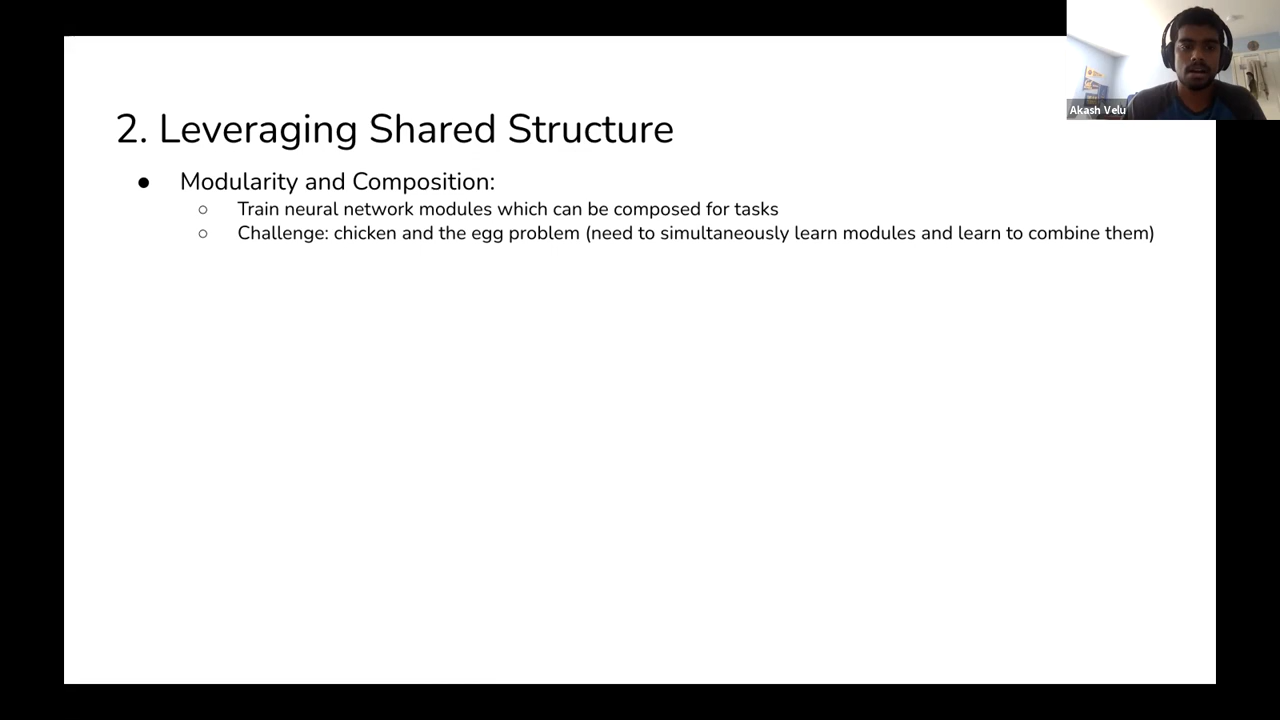 Akash Velu
2. Leveraging Shared Structure
● Modularity and Composition:
○ Train neural network modules which can be composed for tasks
○ Challenge: chicken and the egg problem (need to simultaneously learn modules and learn to combine them)